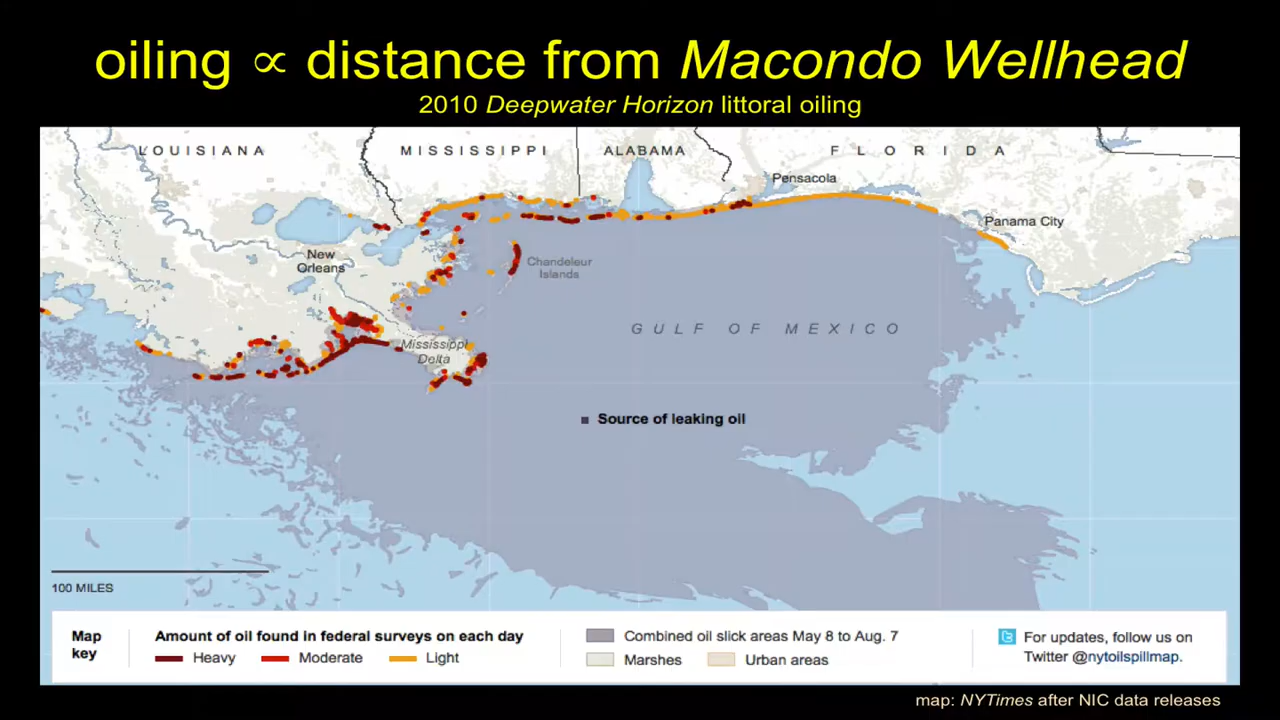 oiling ∝ distance from Macondo Wellhead
2010 Deepwater Horizon littoral oiling
LOUISIANA
MISSISSIPPI
ALABAMA
FLORIDA
Pensacola
Panama City
New
Orleans
Chandeleur
Islands
GULF OF MEXICO
Mississippi
Delta
Source of leaking oil
100 MILES
Map
key
Amount of oil found in federal surveys on each day
Heavy
Moderate
Light
Combined oil slick areas May 8 to Aug. 7
Marshes
Urban areas
For updates, follow us on
Twitter @nytoilspillmap.
map: NYTimes after NIC data releases